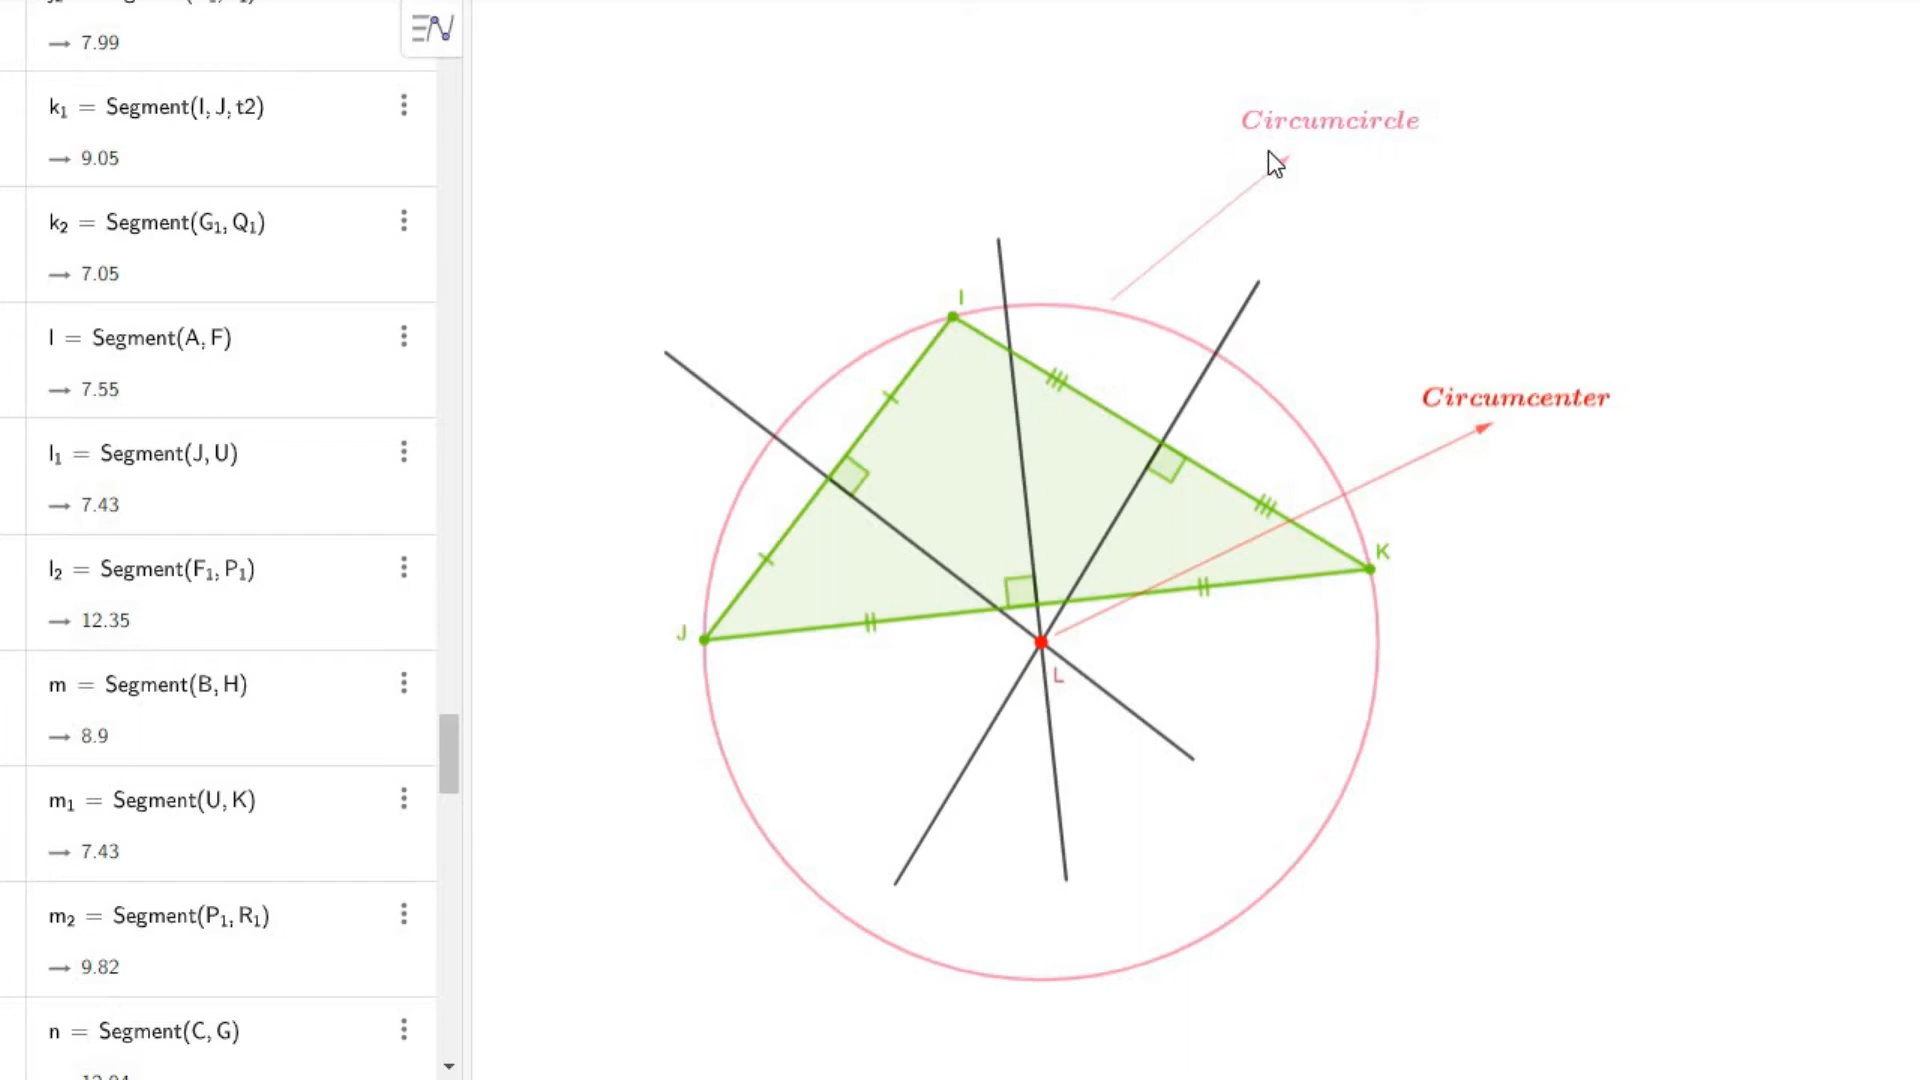 → 7.99
k₁ = Segment(I, J, t2)
→ 9.05
k₂ = Segment(G₁, Q₁)
→ 7.05
l = Segment(A, F)
→ 7.55
l₁ = Segment(J, U)
→ 7.43
l₂ = Segment(F₁, P₁)
→ 12.35
m = Segment(B, H)
→ 8.9
m₁ = Segment(U, K)
→ 7.43
m₂ = Segment(P₁, R₁)
→ 9.82
n = Segment(C, G)
Circumcircle
I
Circumcenter
K
J
L